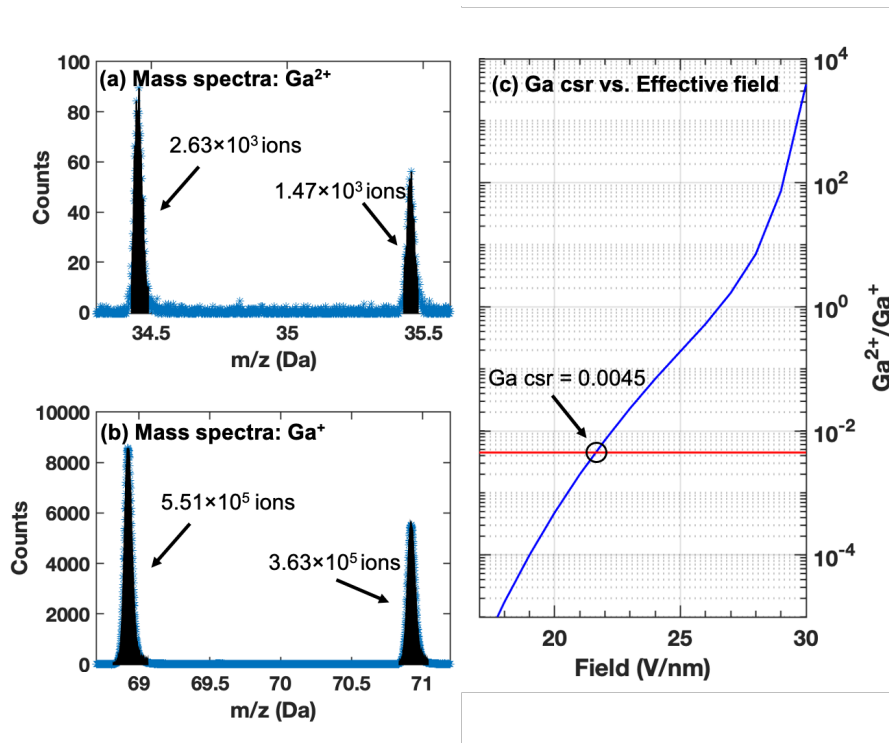 (a) Mass spectra: Ga²⁺
100
80
60
40
20
0
Counts
2.63×10³ ions
1.47×10³ ions
34.5
35
35.5
m/z (Da)
(b) Mass spectra: Ga⁺
10000
8000
6000
4000
2000
0
Counts
5.51×10⁵ ions
3.63×10⁵ ions
69
69.5
70
70.5
71
m/z (Da)
(c) Ga csr vs. Effective field
Ga csr = 0.0045
10⁴
10²
10⁰
10⁻²
10⁻⁴
Ga²⁺/Ga⁺
20
25
30
Field (V/nm)